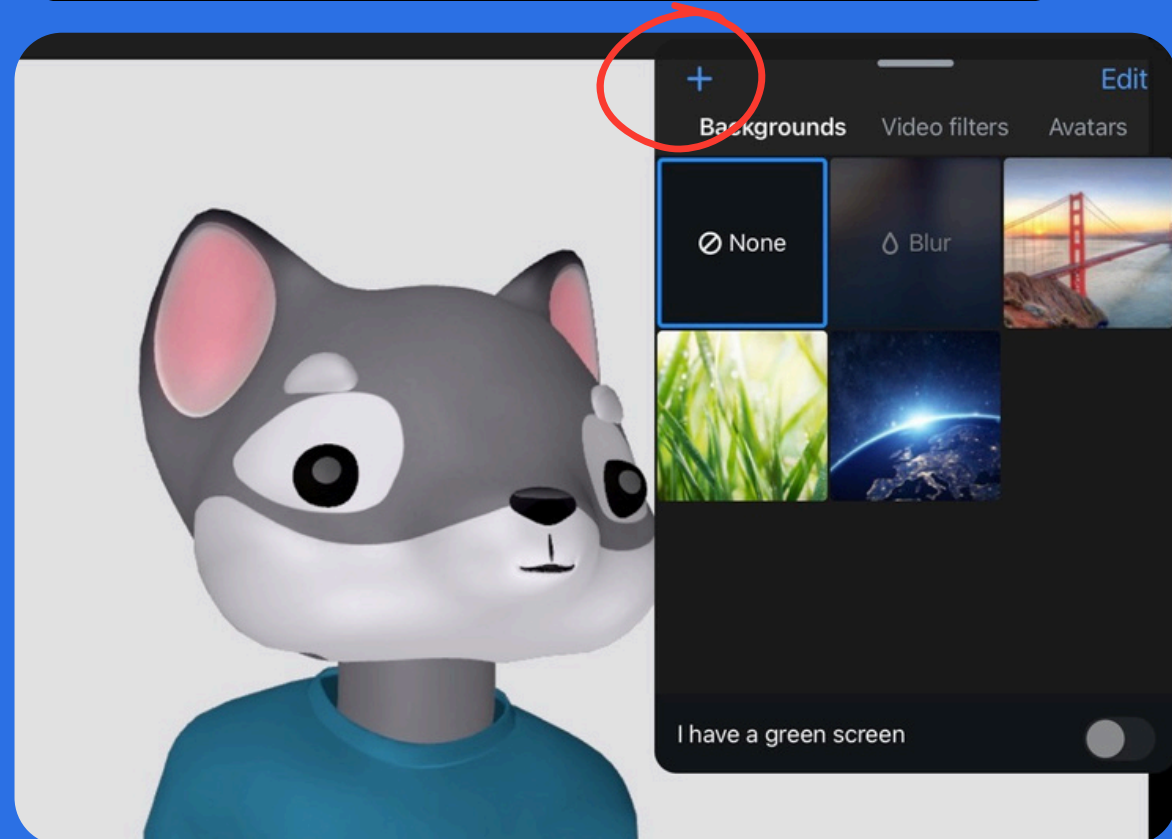 + Edit
Backgrounds Video filters Avatars
None Blur
I have a green screen